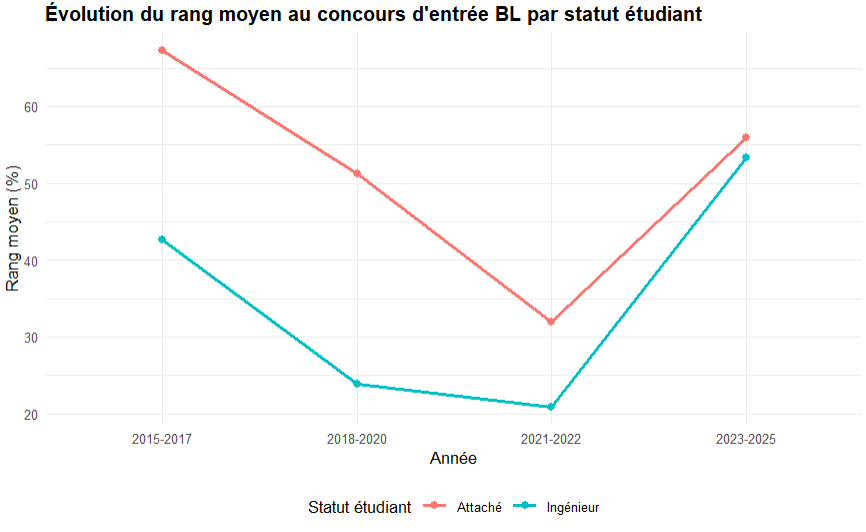 Évolution du rang moyen au concours d'entrée BL par statut étudiant
Rang moyen (%)
60
50
40
30
20
2015-2017
2018-2020
2021-2022
2023-2025
Année
Statut étudiant
Attaché
Ingénieur